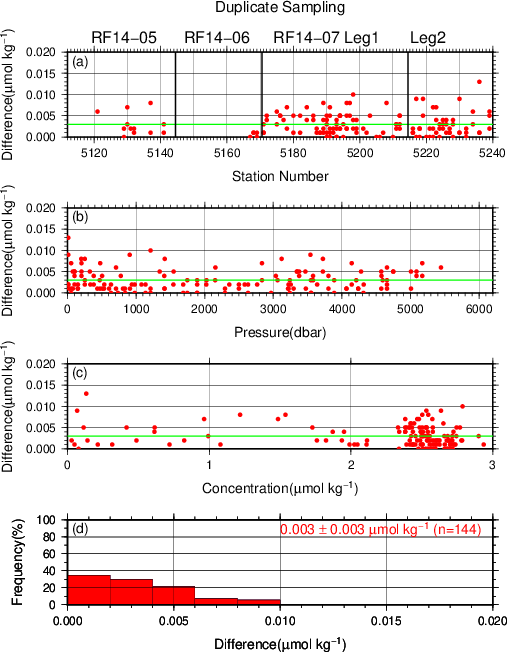 Duplicate Sampling
RF14-05 RF14-06 RF14-07 Leg1 Leg2
(a)
Difference(μmol kg⁻¹)
0.020
0.015
0.010
0.005
0.000
5120 5140 5160 5180 5200 5220 5240
Station Number
(b)
Difference(μmol kg⁻¹)
0.020
0.015
0.010
0.005
0.000
0 1000 2000 3000 4000 5000 6000
Pressure(dbar)
(c)
Difference(μmol kg⁻¹)
0.020
0.015
0.010
0.005
0.000
0 1 2 3
Concentration(μmol kg⁻¹)
(d)
0.003 ± 0.003 μmol kg⁻¹ (n=144)
Frequency(%)
100
80
60
40
20
0
0.000 0.005 0.010 0.015 0.020
Difference(μmol kg⁻¹)